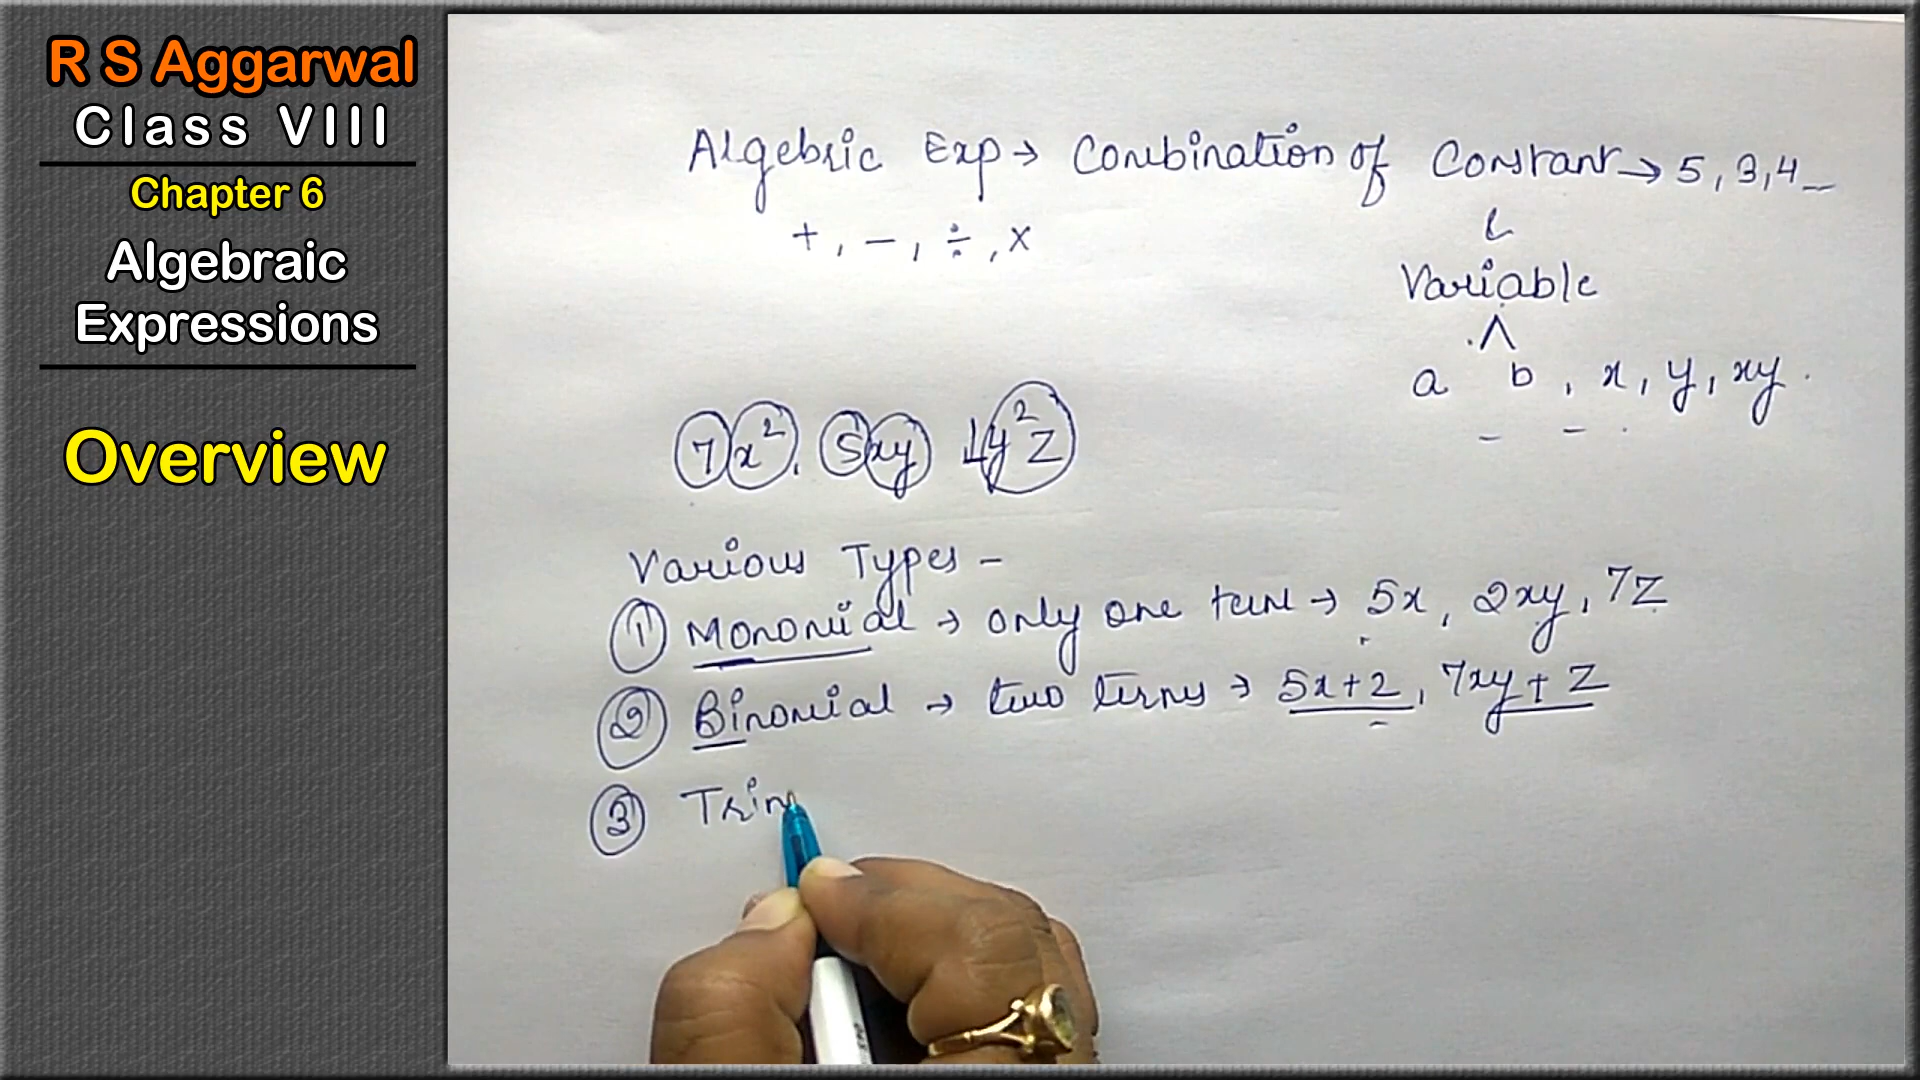 R S Aggarwal
Class VIII
Chapter 6
Algebraic
Expressions
Overview
Algebric Exp → Combination of Constant → 5, 3, 4 _
+, -, ÷, x
Variable
a b, x, y, xy.
7x². 5xy 4y²z
Various Types -
① Monomial → only one term → 5x, 2xy, 7z
② Binomial → two terms → 5x+2, 7xy+z
③ Trin